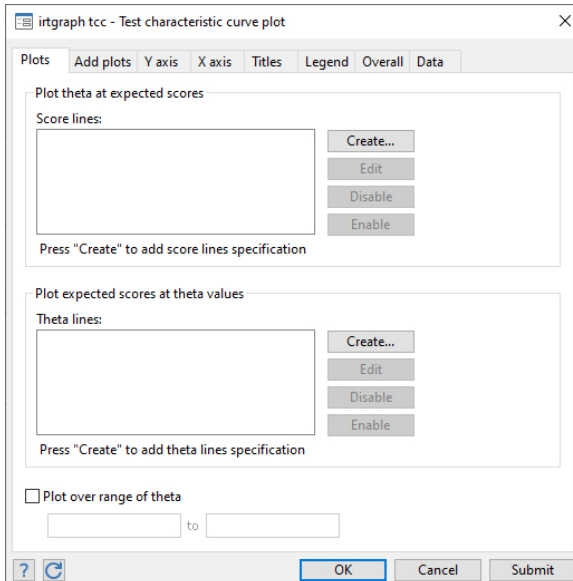 irtgraph tcc - Test characteristic curve plot
Plots Add plots Y axis X axis Titles Legend Overall Data
Plot theta at expected scores
Score lines:
Create...
Edit
Disable
Enable
Press "Create" to add score lines specification
Plot expected scores at theta values
Theta lines:
Create...
Edit
Disable
Enable
Press "Create" to add theta lines specification
Plot over range of theta
to
? OK Cancel Submit